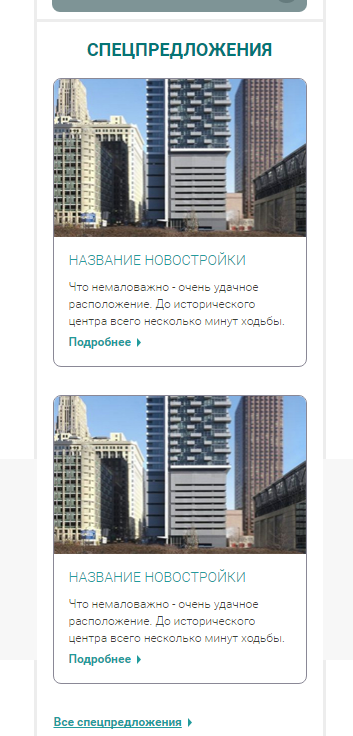 СПЕЦПРЕДЛОЖЕНИЯ
НАЗВАНИЕ НОВОСТРОЙКИ
Что немаловажно - очень удачное
расположение. До исторического
центра всего несколько минут ходьбы.
Подробнее
НАЗВАНИЕ НОВОСТРОЙКИ
Что немаловажно - очень удачное
расположение. До исторического
центра всего несколько минут ходьбы.
Подробнее
Все спецпредложения